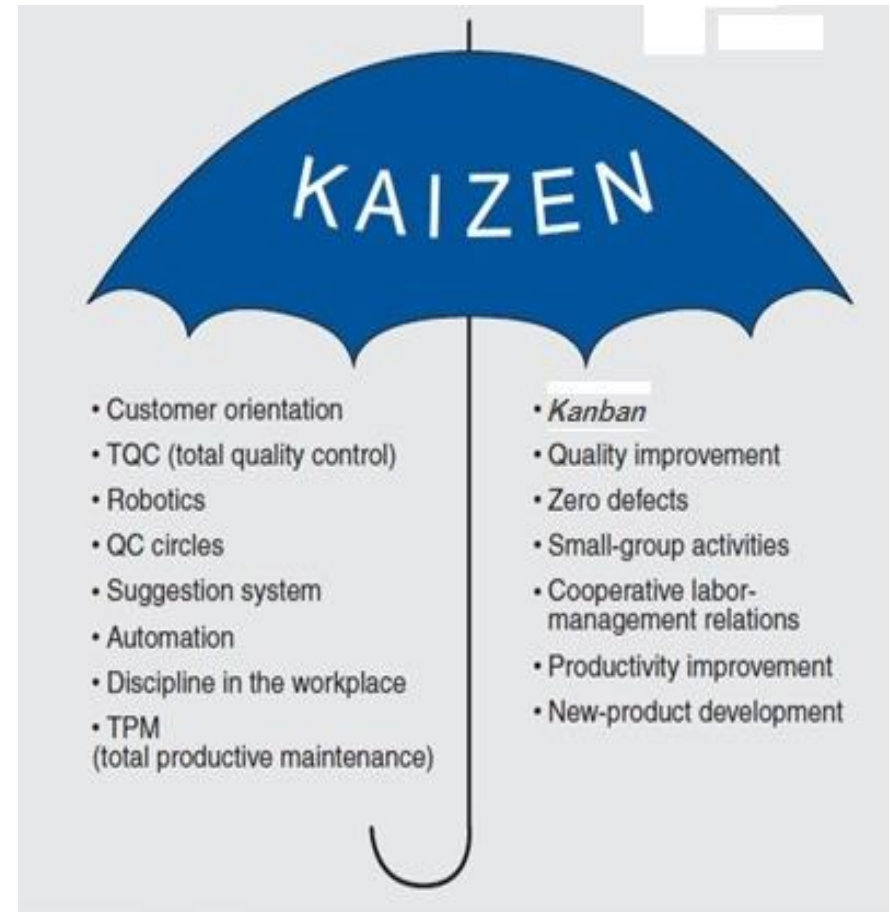 KAIZEN
• Customer orientation
• TQC (total quality control)
• Robotics
• QC circles
• Suggestion system
• Automation
• Discipline in the workplace
• TPM
(total productive maintenance)
• Kanban
• Quality improvement
• Zero defects
• Small-group activities
• Cooperative labor-
management relations
• Productivity improvement
• New-product development